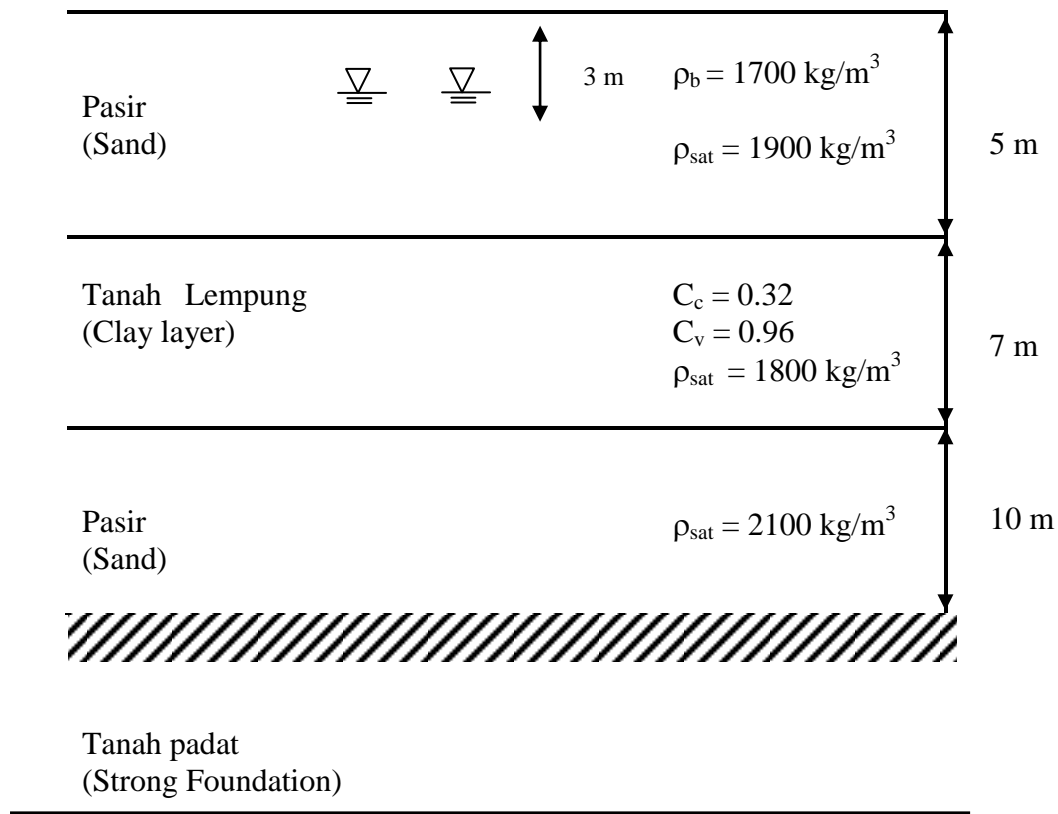 3 m
ρb = 1700 kg/m³
Pasir
(Sand)
ρsat = 1900 kg/m³
5 m
Tanah Lempung
(Clay layer)
Cc = 0.32
Cv = 0.96
ρsat = 1800 kg/m³
7 m
Pasir
(Sand)
ρsat = 2100 kg/m³
10 m
Tanah padat
(Strong Foundation)